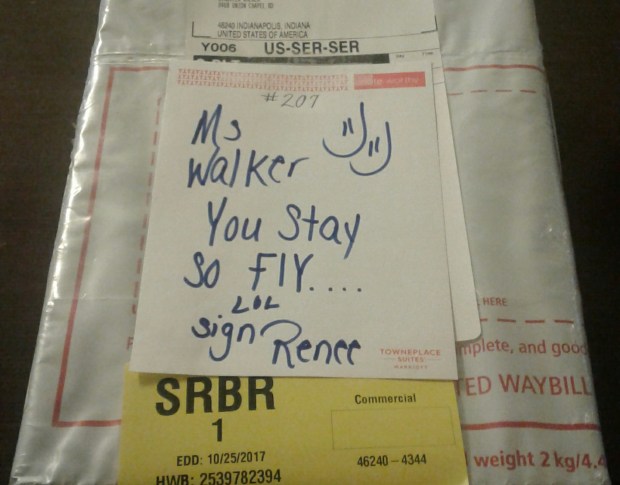 46240 INDIANAPOLIS, INDIANA
UNITED STATES OF AMERICA
Y006 US-SER-SER
#207
Ms
Walker
You Stay
So FlY....
LOL
sign Renee
TOWNEPLACE
SUITES
MARRIOTT
HERE
mplete, and good
TED WAYBILL
weight 2 kg/4.4
SRBR
1
Commercial
EDD: 10/25/2017
46240-4344
HWB: 2539782394